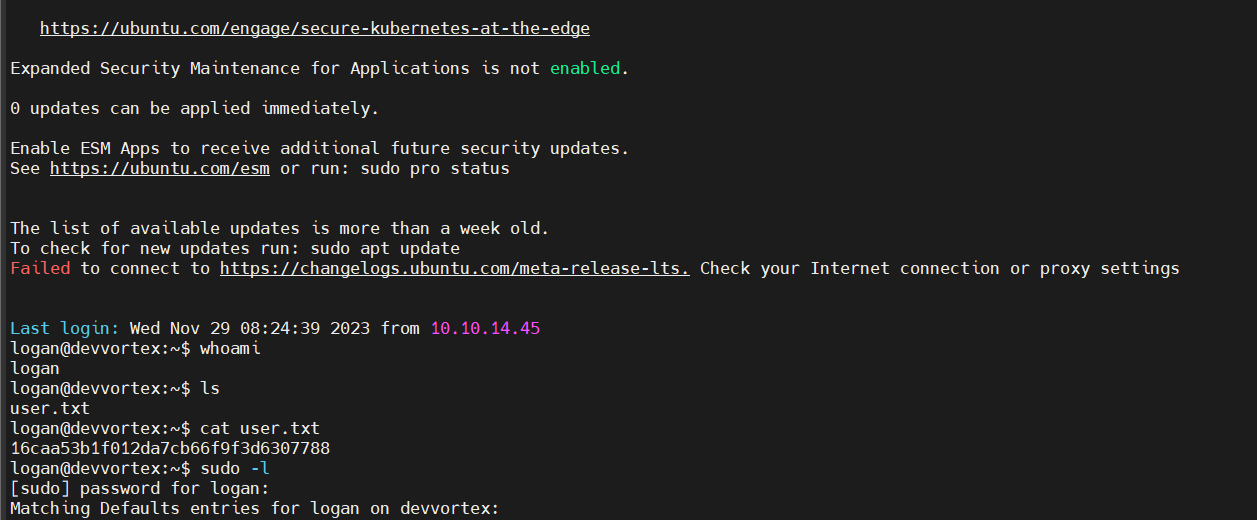 https://ubuntu.com/engage/secure-kubernetes-at-the-edge
Expanded Security Maintenance for Applications is not enabled.
0 updates can be applied immediately.
Enable ESM Apps to receive additional future security updates.
See https://ubuntu.com/esm or run: sudo pro status
The list of available updates is more than a week old.
To check for new updates run: sudo apt update
Failed to connect to https://changelogs.ubuntu.com/meta-release-lts. Check your Internet connection or proxy settings
Last login: Wed Nov 29 08:24:39 2023 from 10.10.14.45
logan@devvortex:~$ whoami
logan
logan@devvortex:~$ ls
user.txt
logan@devvortex:~$ cat user.txt
16caa53b1f012da7cb66f9f3d6307788
logan@devvortex:~$ sudo -l
[sudo] password for logan:
Matching Defaults entries for logan on devvortex: